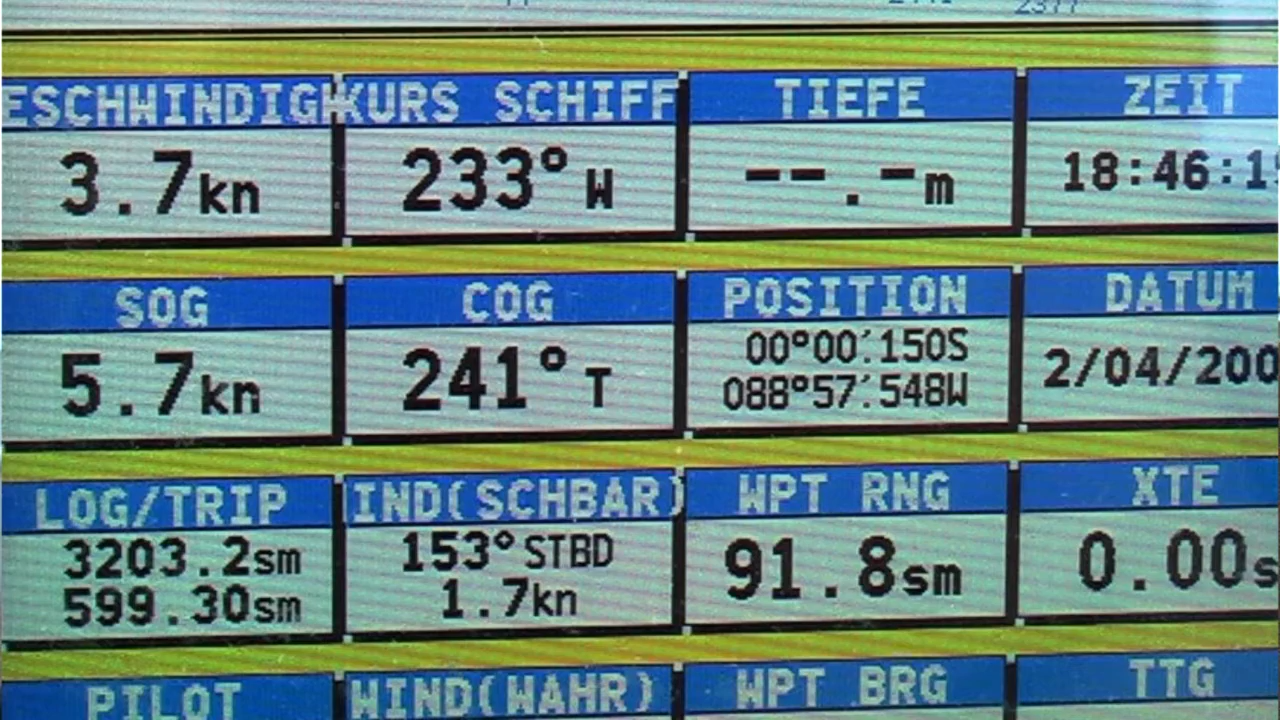 2377
ESCHWINDIGK
KURS SCHIFF
TIEFE
ZEIT
3.7kn
233°W
--.-m
18:46:1
SOG
COG
POSITION
DATUM
5.7kn
241°T
00°00.150S
088°57.548W
2/04/200
LOG/TRIP
IND(SCHBAR)
WPT RNG
XTE
3203.2sm
599.30sm
153°STBD
1.7kn
91.8sm
0.00s
PILOT
WIND(WAHR)
WPT BRG
TTG